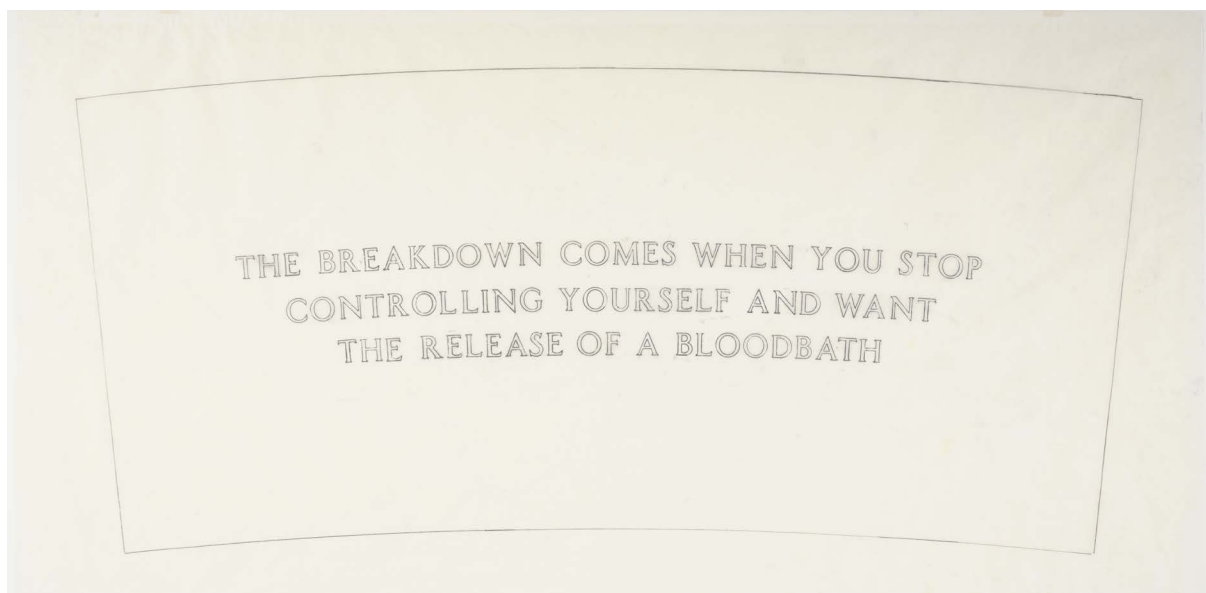 THE BREAKDOWN COMES WHEN YOU STOP
CONTROLLING YOURSELF AND WANT
THE RELEASE OF A BLOODBATH